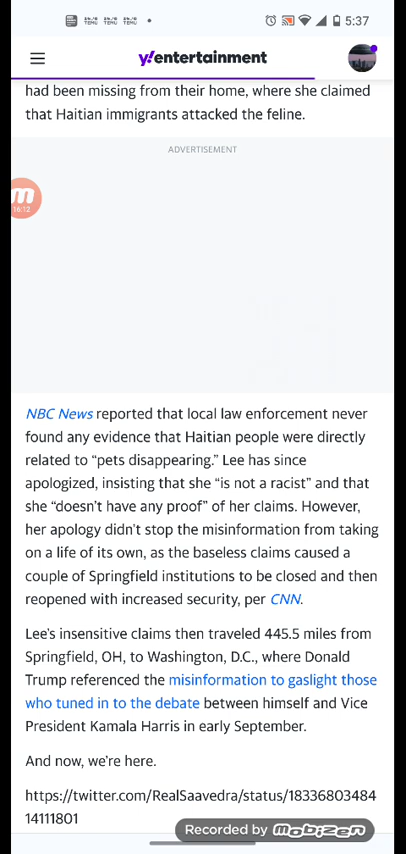 5:37
y!entertainment
had been missing from their home, where she claimed
that Haitian immigrants attacked the feline.
ADVERTISEMENT
16:12
NBC News reported that local law enforcement never
found any evidence that Haitian people were directly
related to “pets disappearing.” Lee has since
apologized, insisting that she “is not a racist” and that
she “doesn’t have any proof” of her claims. However,
her apology didn’t stop the misinformation from taking
on a life of its own, as the baseless claims caused a
couple of Springfield institutions to be closed and then
reopened with increased security, per CNN.
Lee’s insensitive claims then traveled 445.5 miles from
Springfield, OH, to Washington, D.C., where Donald
Trump referenced the misinformation to gaslight those
who tuned in to the debate between himself and Vice
President Kamala Harris in early September.
And now, we’re here.
https://twitter.com/RealSaavedra/status/18336803484
14111801
Recorded by mobizen